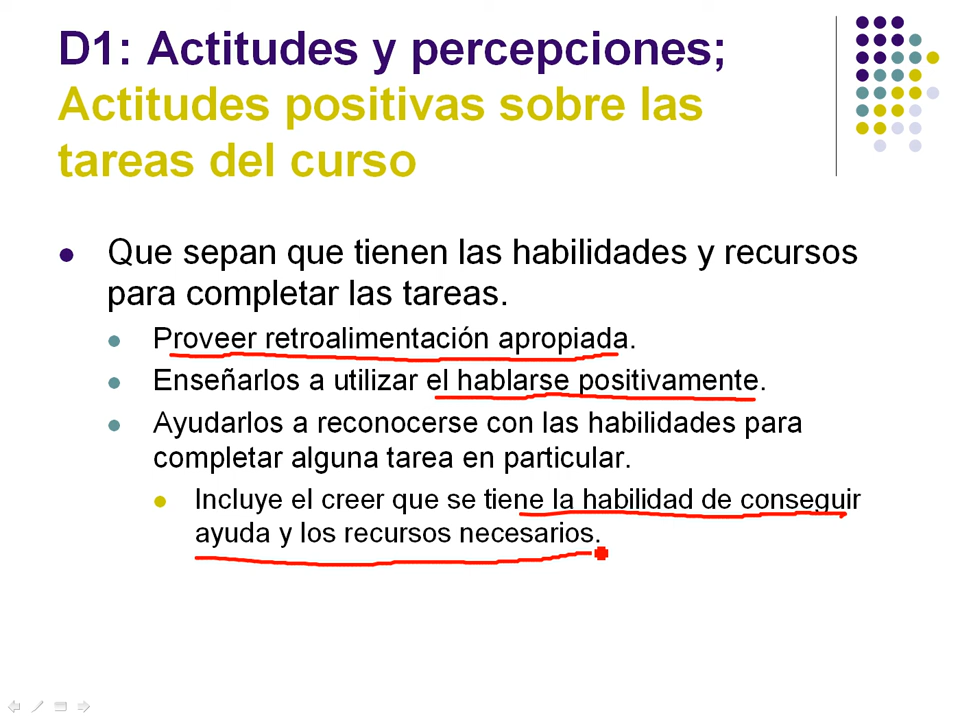 D1: Actitudes y percepciones;
Actitudes positivas sobre las
tareas del curso
Que sepan que tienen las habilidades y recursos
para completar las tareas.
Proveer retroalimentación apropiada.
Enseñarlos a utilizar el hablarse positivamente.
Ayudarlos a reconocerse con las habilidades para
completar alguna tarea en particular.
Incluye el creer que se tiene la habilidad de conseguir
ayuda y los recursos necesarios.